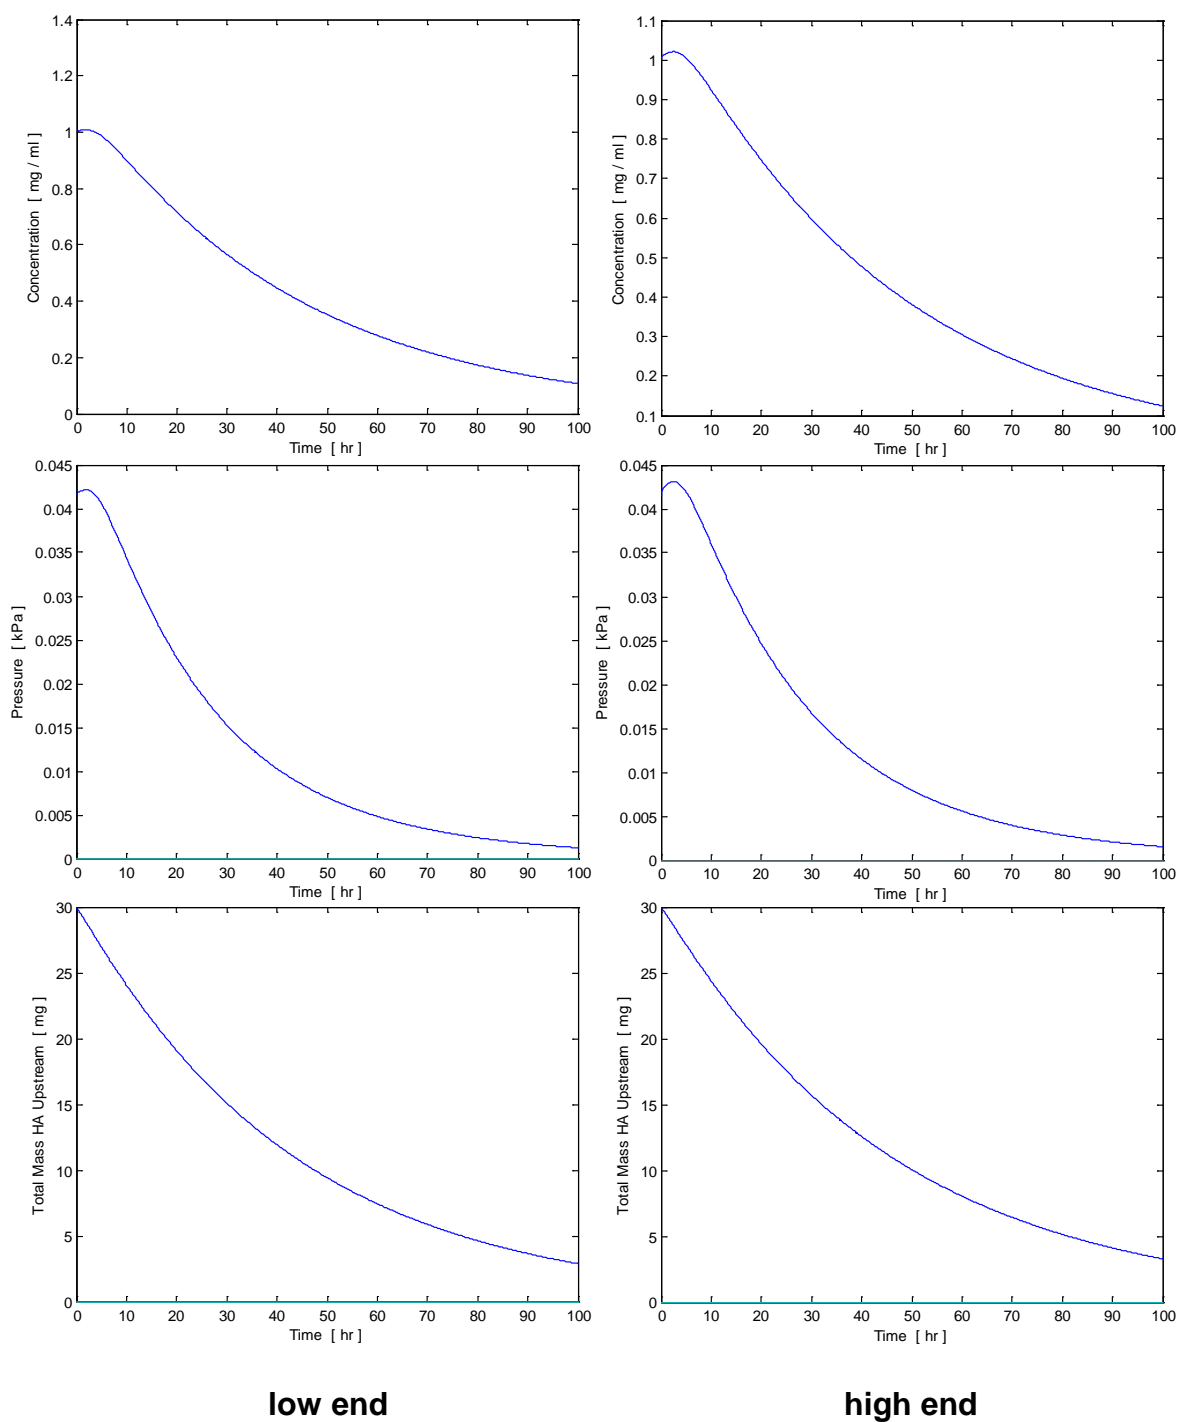 1.4
1.2
1
0.8
0.6
0.4
0.2
0
Concentration [ mg / ml ]
0 10 20 30 40 50 60 70 80 90 100
Time [ hr ]
1.1
1
0.9
0.8
0.7
0.6
0.5
0.4
0.3
0.2
0.1
Concentration [ mg / ml ]
0 10 20 30 40 50 60 70 80 90 100
Time [ hr ]
0.045
0.04
0.035
0.03
0.025
0.02
0.015
0.01
0.005
0
Pressure [ kPa ]
0 10 20 30 40 50 60 70 80 90 100
Time [ hr ]
0.045
0.04
0.035
0.03
0.025
0.02
0.015
0.01
0.005
0
Pressure [ kPa ]
0 10 20 30 40 50 60 70 80 90 100
Time [ hr ]
30
25
20
15
10
5
0
Total Mass HA Upstream [ mg ]
0 10 20 30 40 50 60 70 80 90 100
Time [ hr ]
30
25
20
15
10
5
0
Total Mass HA Upstream [ mg ]
0 10 20 30 40 50 60 70 80 90 100
Time [ hr ]
low end
high end